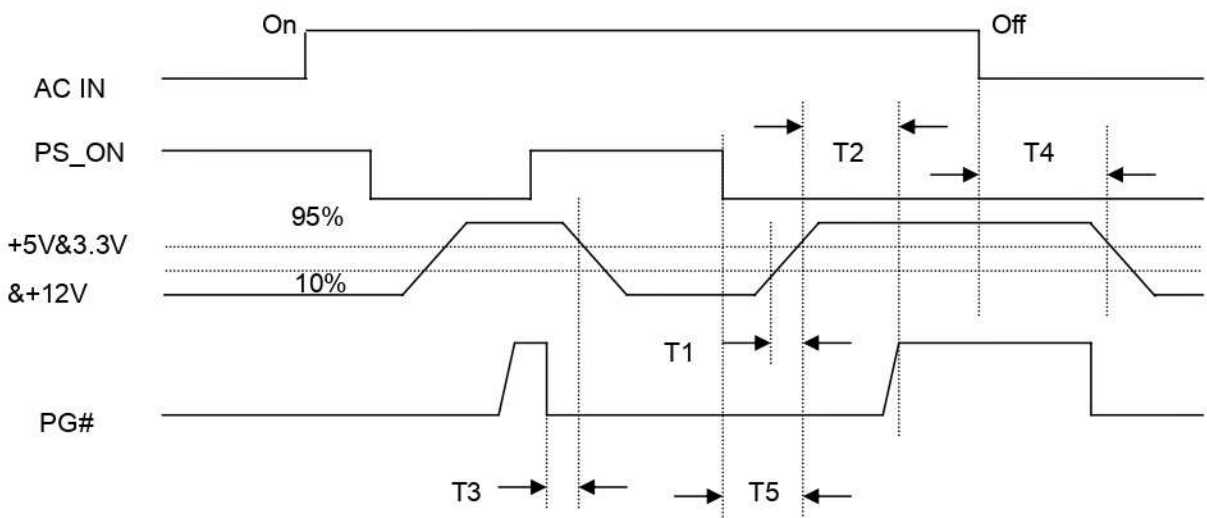 On
Off
AC IN
PS_ON
T2
T4
95%
+5V&3.3V
10%
&+12V
T1
PG#
T3
T5